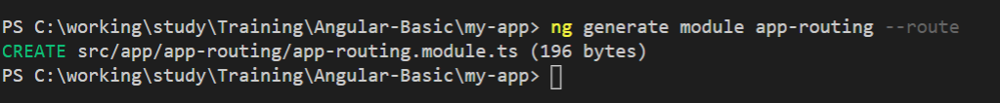 PS C:\working\study\Training\Angular-Basic\my-app> ng generate module app-routing --route
CREATE src/app/app-routing/app-routing.module.ts (196 bytes)
PS C:\working\study\Training\Angular-Basic\my-app>